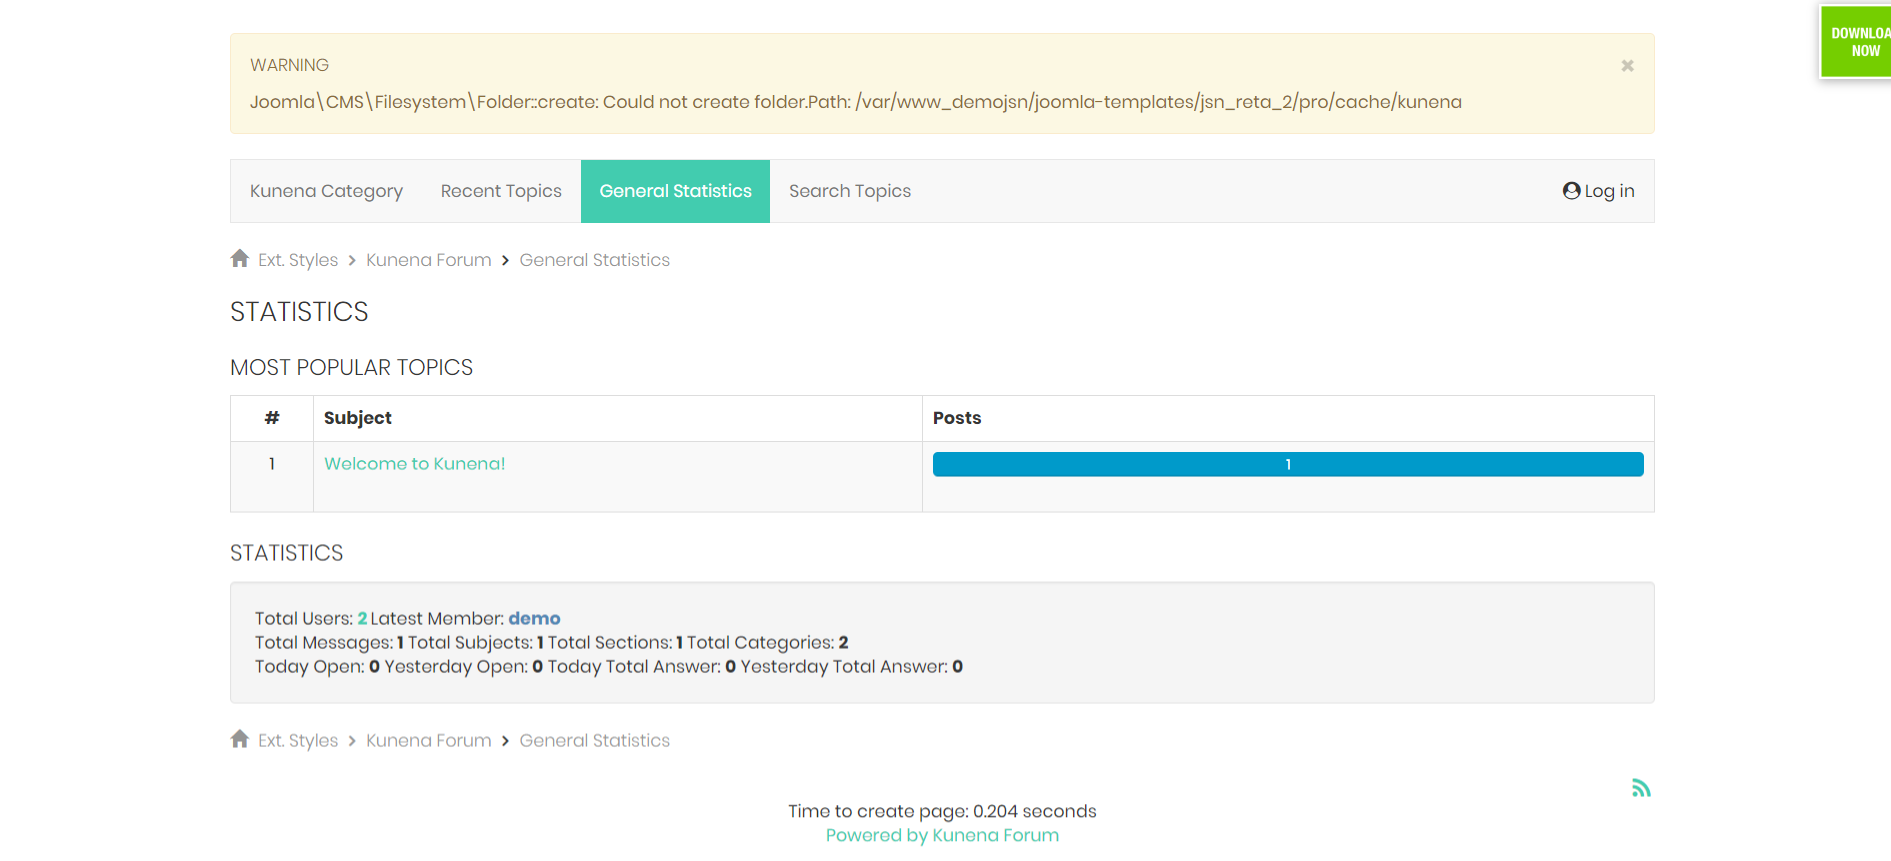 DOWNLOA
NOW
WARNING
×
Joomla\CMS\Filesystem\Folder::create: Could not create folder.Path: /var/www_demojsn/joomla-templates/jsn_reta_2/pro/cache/kunena
Kunena Category Recent Topics General Statistics Search Topics Log in
Ext. Styles > Kunena Forum > General Statistics
STATISTICS
MOST POPULAR TOPICS
# Subject Posts
1 Welcome to Kunena! 1
STATISTICS
Total Users: 2 Latest Member: demo
Total Messages: 1 Total Subjects: 1 Total Sections: 1 Total Categories: 2
Today Open: 0 Yesterday Open: 0 Today Total Answer: 0 Yesterday Total Answer: 0
Ext. Styles > Kunena Forum > General Statistics
Time to create page: 0.204 seconds
Powered by Kunena Forum